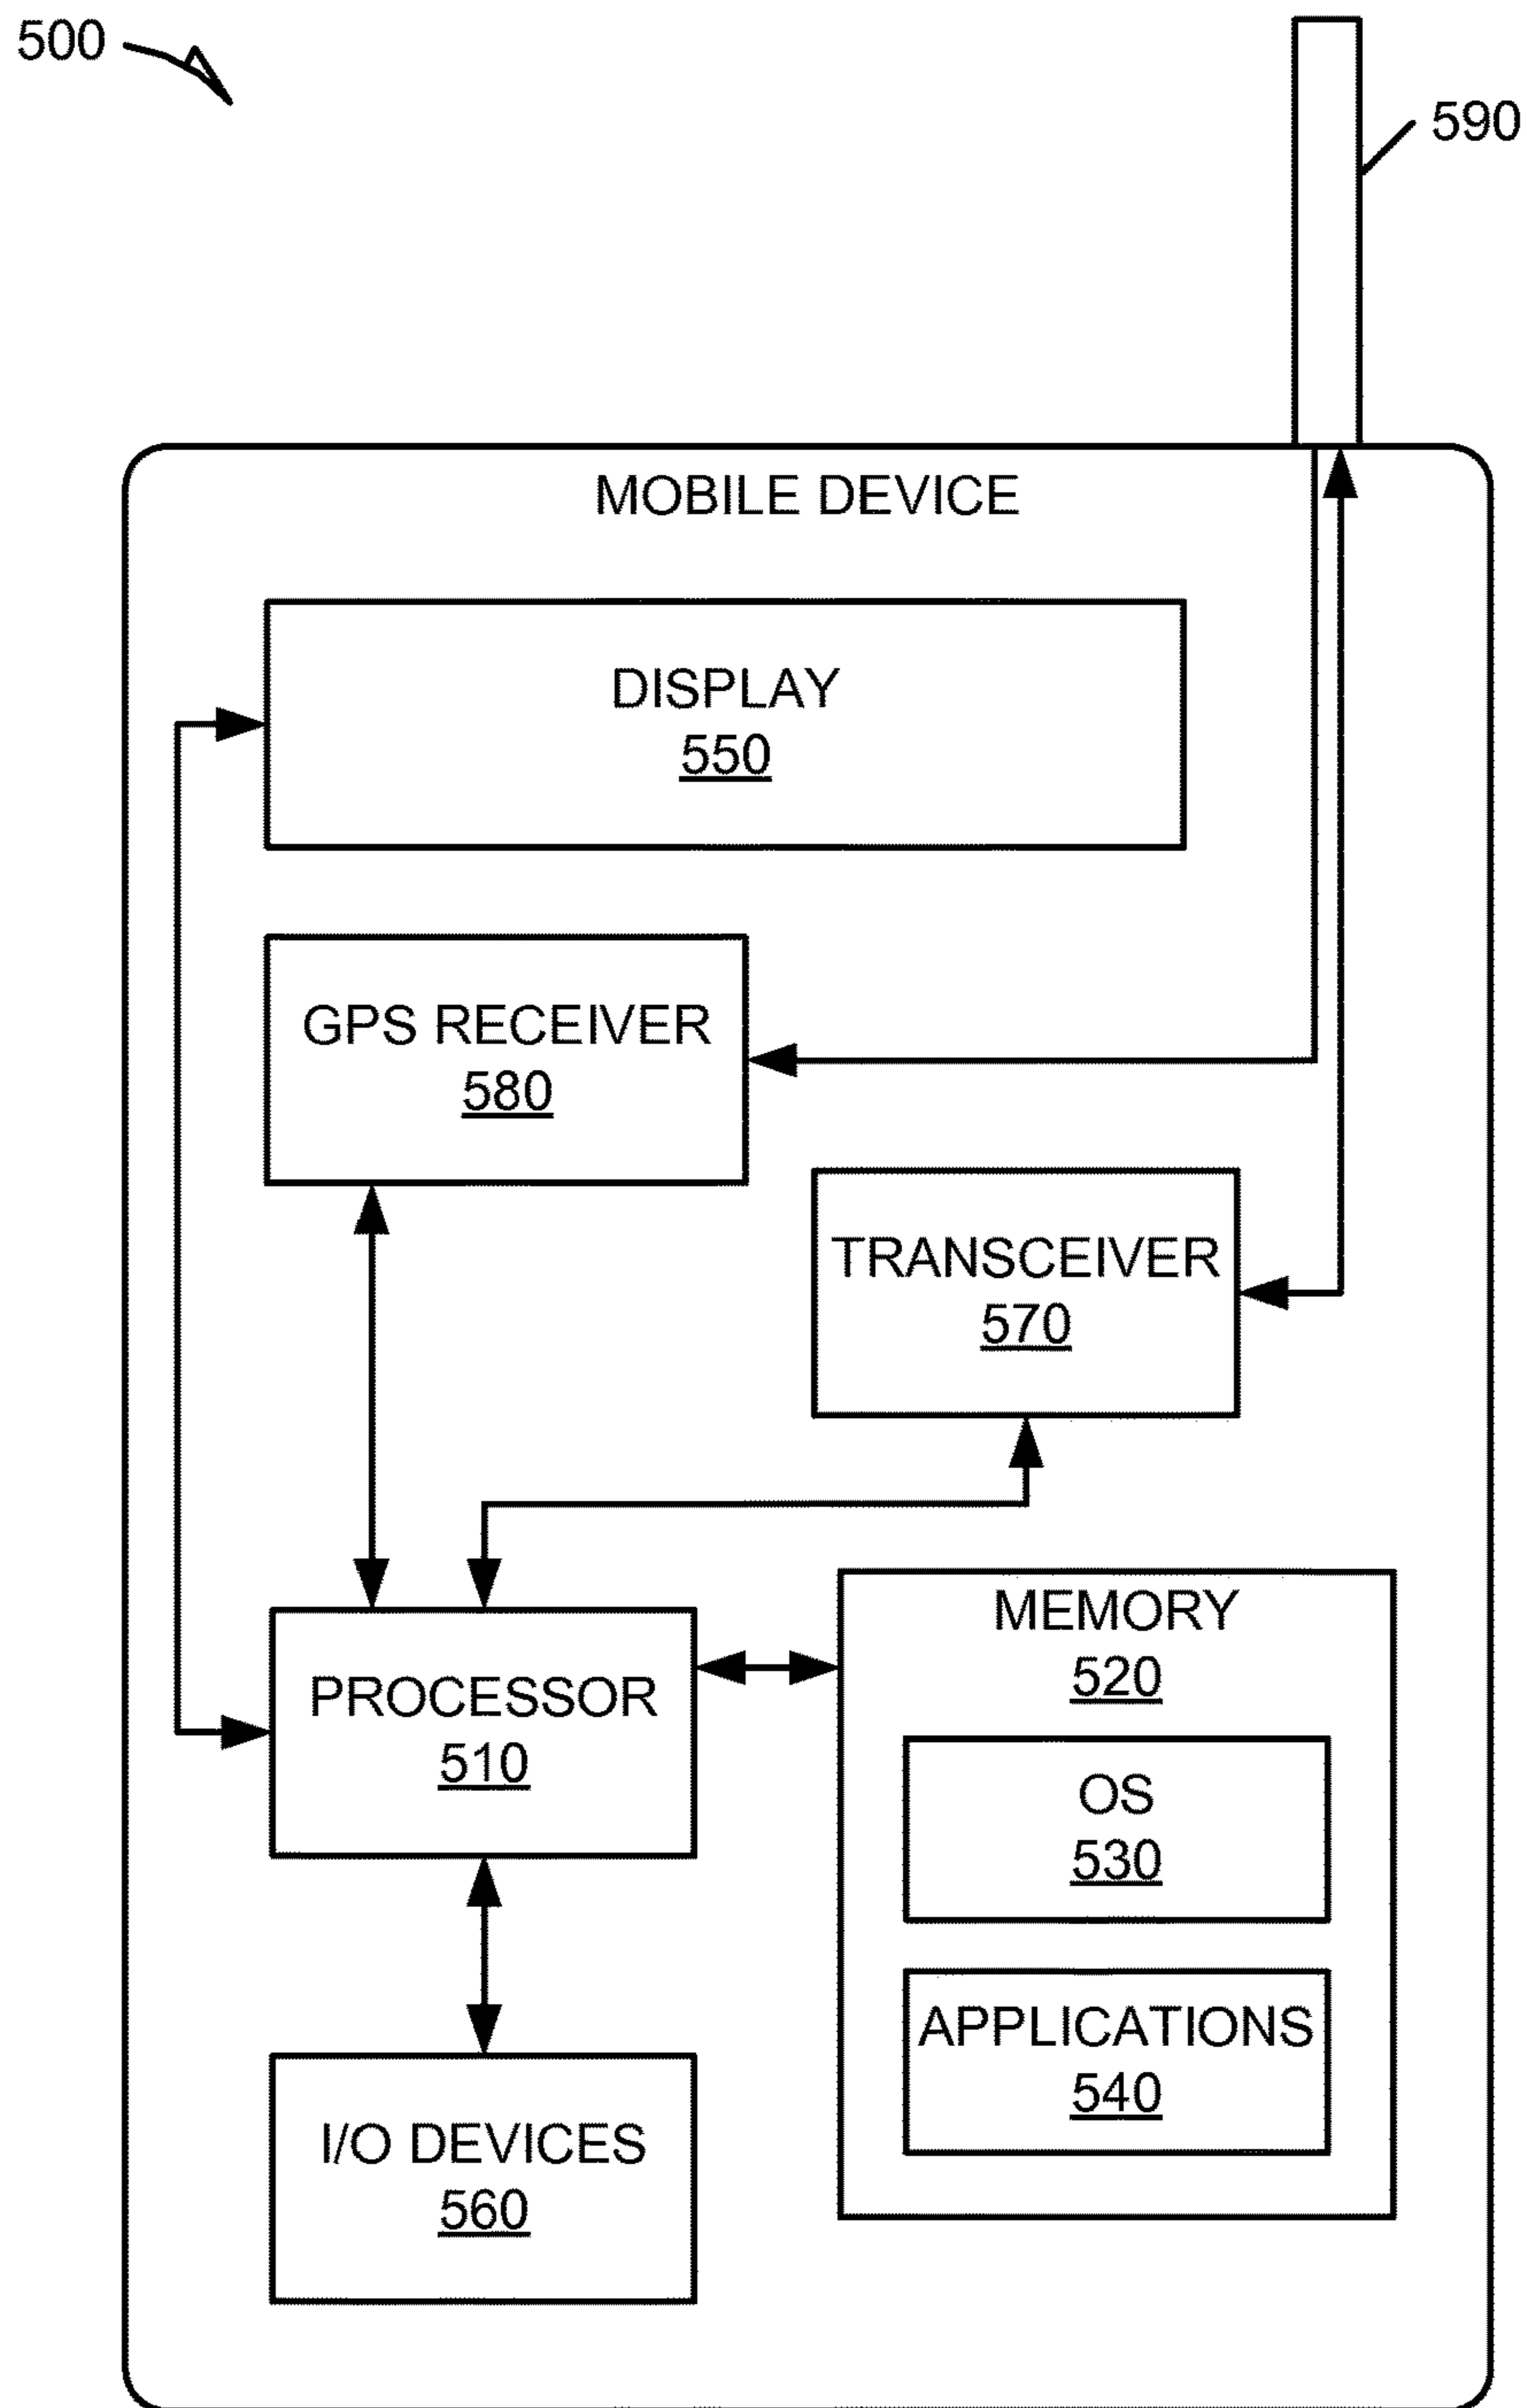 500
590
MOBILE DEVICE
DISPLAY
550
GPS RECEIVER
580
TRANSCEIVER
570
PROCESSOR
510
MEMORY
520
OS
530
APPLICATIONS
540
I/O DEVICES
560